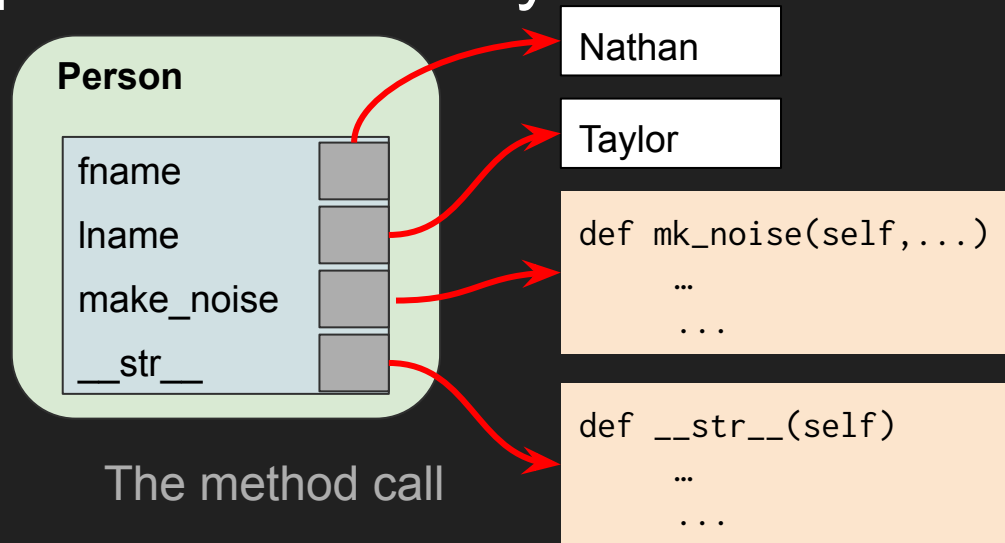 Person
fname
lname
make_noise
__str__
The method call
Nathan
Taylor
def mk_noise(self,...)
…
...
def __str__(self)
…
...